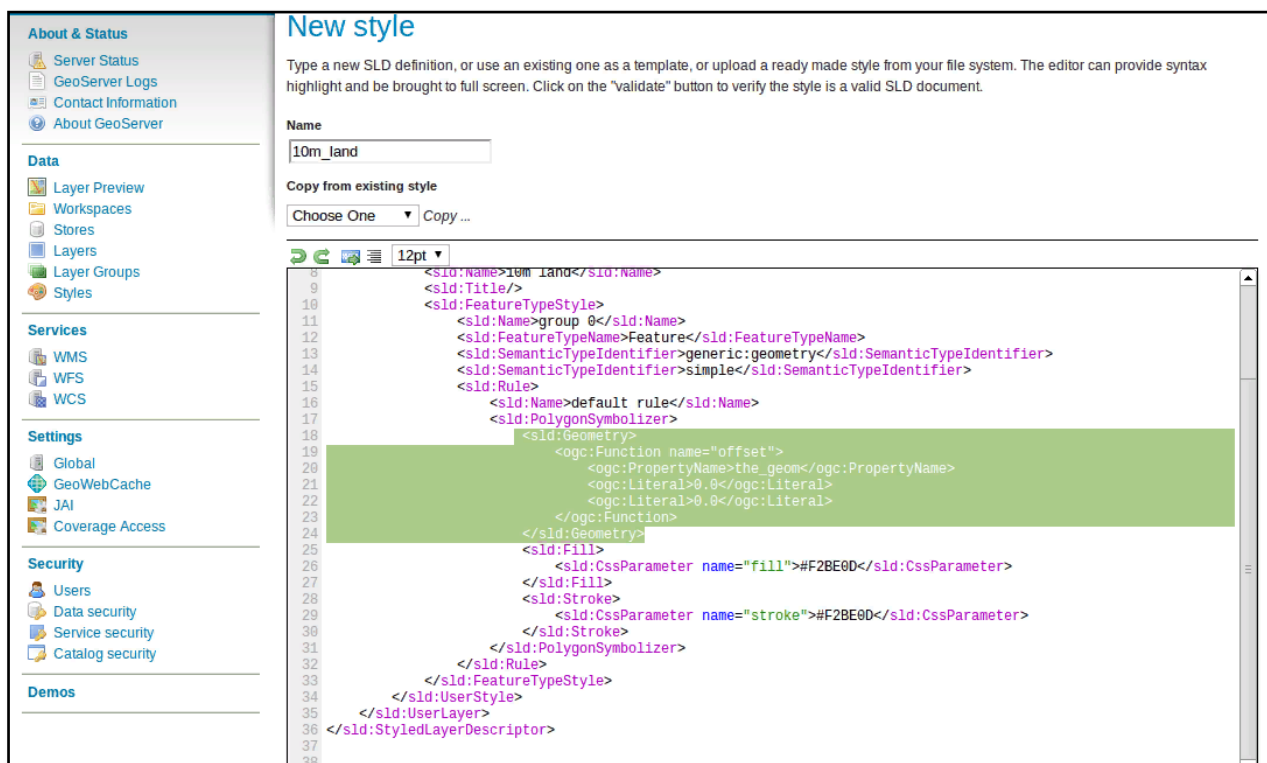 About & Status
Server Status
GeoServer Logs
Contact Information
About GeoServer
Data
Layer Preview
Workspaces
Stores
Layers
Layer Groups
Styles
Services
WMS
WFS
WCS
Settings
Global
GeoWebCache
JAI
Coverage Access
Security
Users
Data security
Service security
Catalog security
Demos
New style
Type a new SLD definition, or use an existing one as a template, or upload a ready made style from your file system. The editor can provide syntax
highlight and be brought to full screen. Click on the "validate" button to verify the style is a valid SLD document.
Name
10m_land
Copy from existing style
Choose One Copy ...
12pt
8 <sld:Name>10m land</sld:Name>
9 <sld:Title/>
10 <sld:FeatureTypeStyle>
11 <sld:Name>group 0</sld:Name>
12 <sld:FeatureTypeName>Feature</sld:FeatureTypeName>
13 <sld:SemanticTypeIdentifier>generic:geometry</sld:SemanticTypeIdentifier>
14 <sld:SemanticTypeIdentifier>simple</sld:SemanticTypeIdentifier>
15 <sld:Rule>
16 <sld:Name>default rule</sld:Name>
17 <sld:PolygonSymbolizer>
18 <sld:Geometry>
19 <ogc:Function name="offset">
20 <ogc:PropertyName>the_geom</ogc:PropertyName>
21 <ogc:Literal>0.0</ogc:Literal>
22 <ogc:Literal>0.0</ogc:Literal>
23 </ogc:Function>
24 </sld:Geometry>
25 <sld:Fill>
26 <sld:CssParameter name="fill">#F2BE0D</sld:CssParameter>
27 </sld:Fill>
28 <sld:Stroke>
29 <sld:CssParameter name="stroke">#F2BE0D</sld:CssParameter>
30 </sld:Stroke>
31 </sld:PolygonSymbolizer>
32 </sld:Rule>
33 </sld:FeatureTypeStyle>
34 </sld:UserStyle>
35 </sld:UserLayer>
36 </sld:StyledLayerDescriptor>
37
38